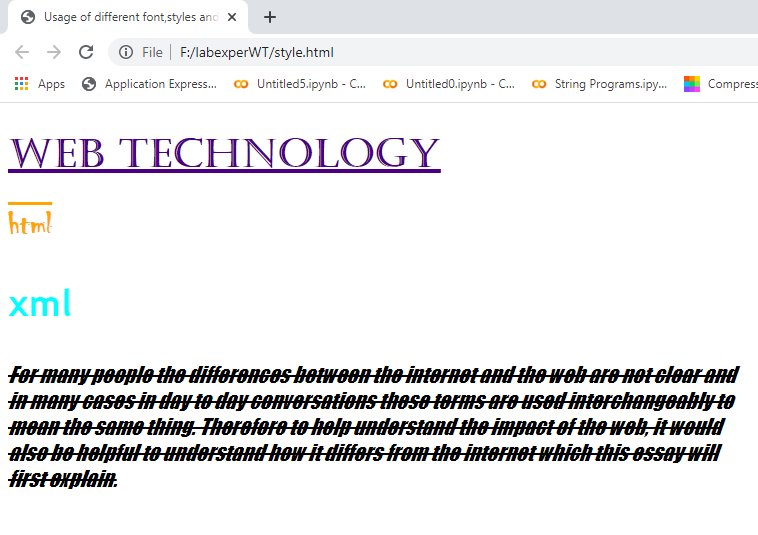 Usage of different font,styles and
File F:/labexperWT/style.html
Apps Application Express... Untitled5.ipynb - C... Untitled0.ipynb - C... String Programs.ipy... Compress
WEB TECHNOLOGY
html
xml
For many people the differences between the internet and the web are not clear and
in many cases in day to day conversations these terms are used interchangeably to
mean the same thing. Therefore to help understand the impact of the web, it would
also be helpful to understand how it differs from the internet which this essay will
first explain.